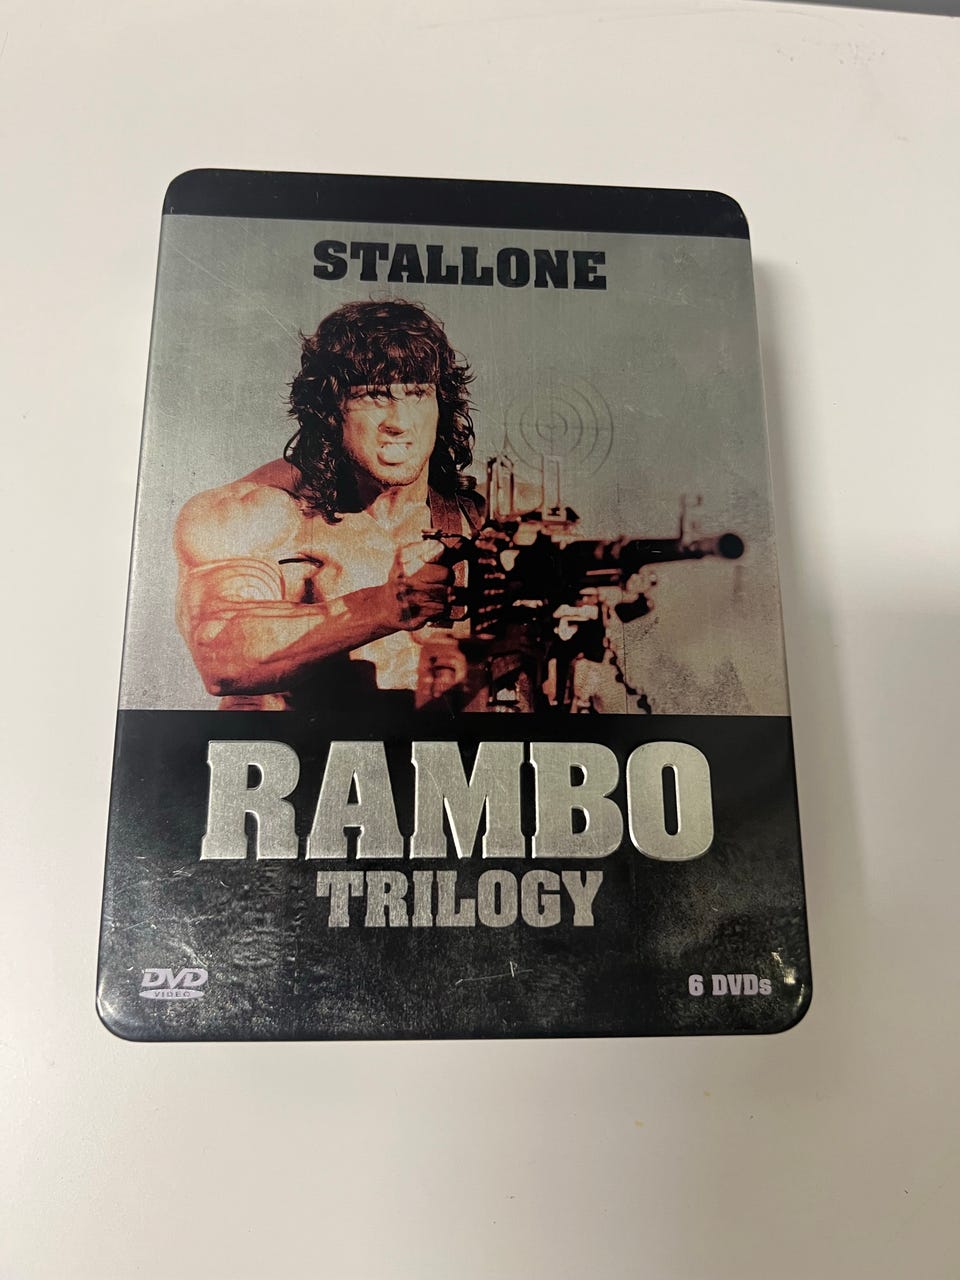 STALLONE
RAMBO
TRILOGY
DVD
VIDEO
6 DVDs